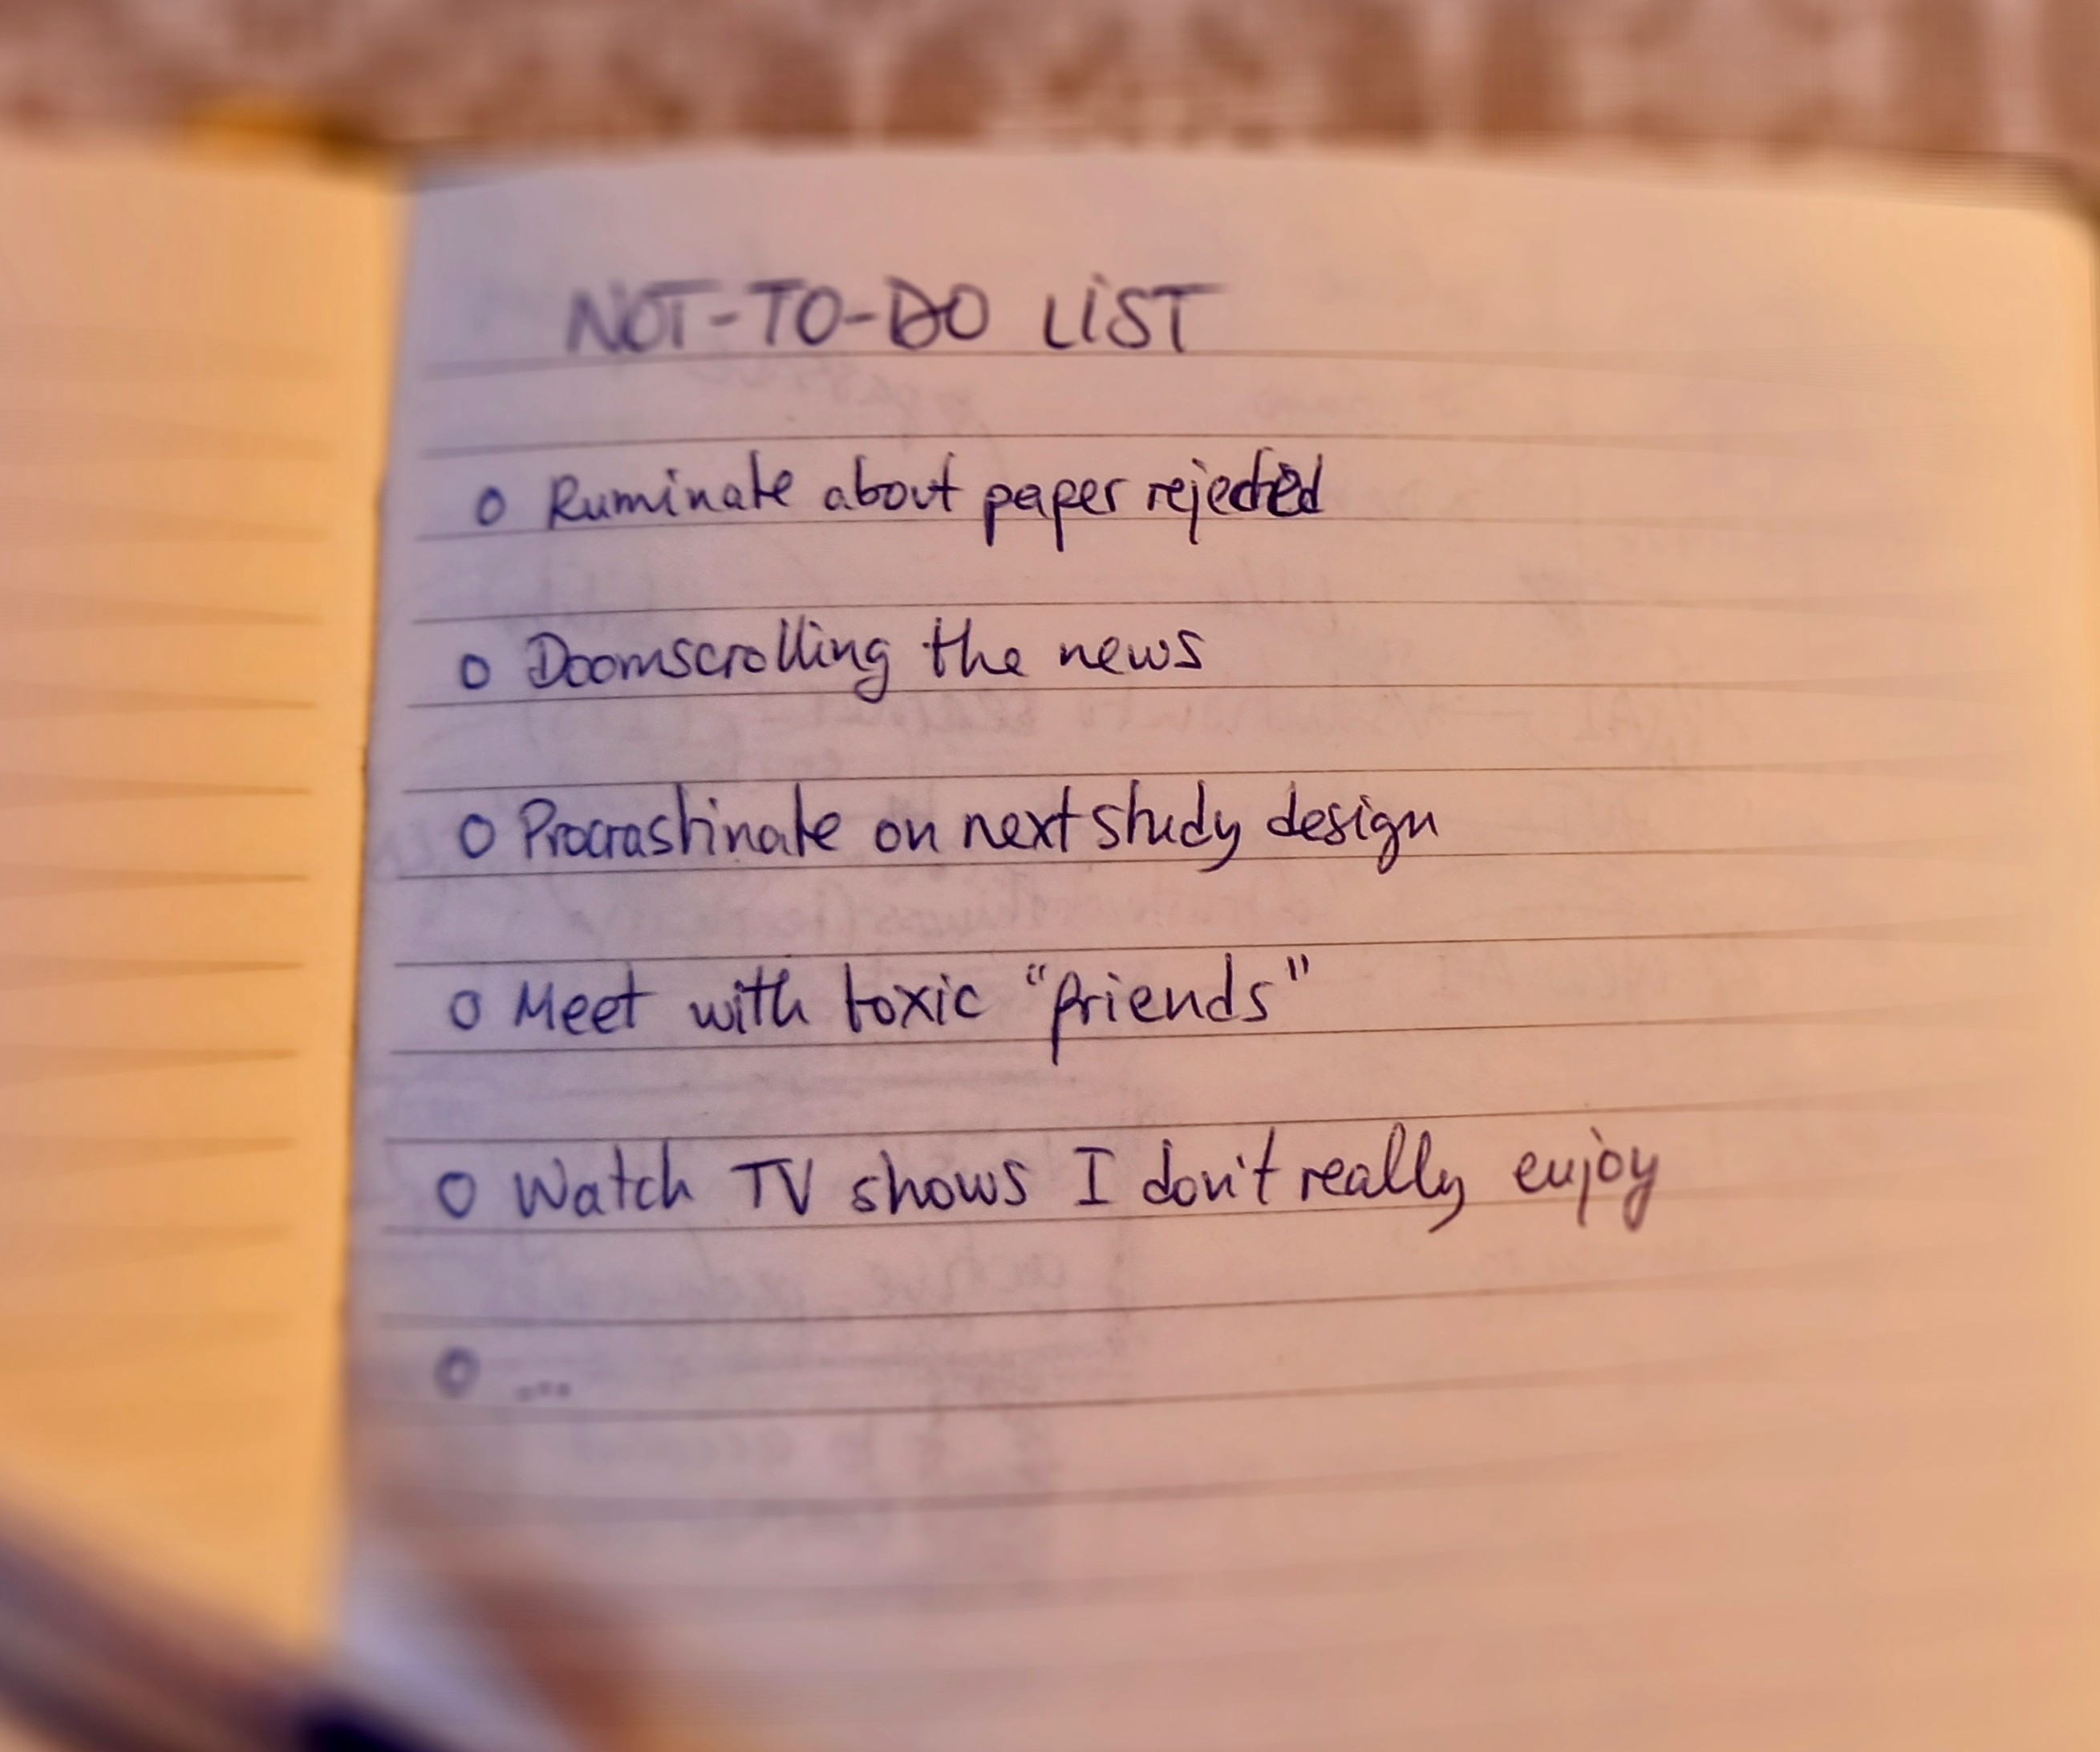 NOT-TO-DO LIST
o Ruminate about paper rejected
o Doomscrolling the news
o Procrastinate on next study design
o Meet with toxic "friends"
o Watch TV shows I don't really enjoy
o ...